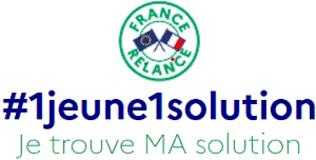 FRANCE
RELANCE
#1jeune1solution
Je trouve MA solution